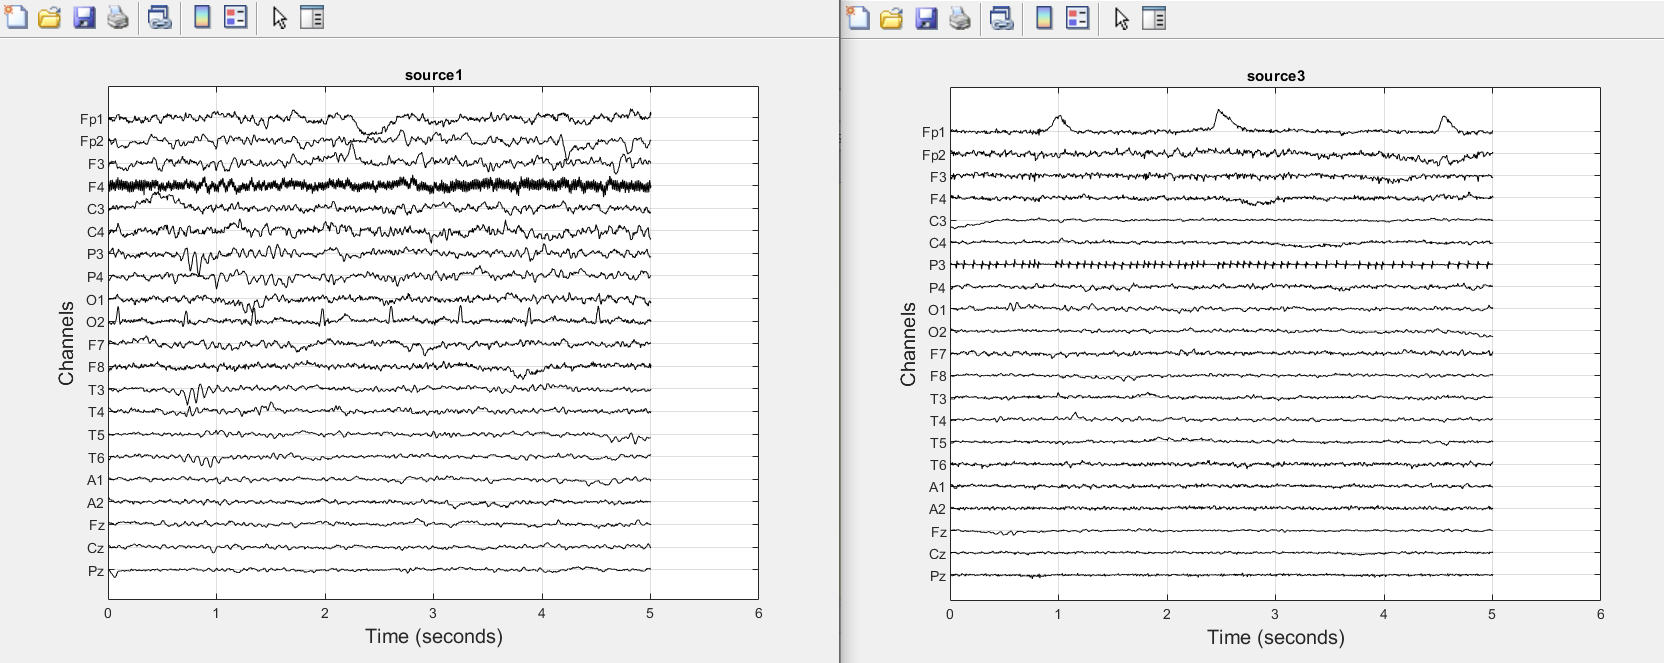 source1
Fp1
Fp2
F3
F4
C3
C4
P3
P4
O1
O2
F7
F8
T3
T4
T5
T6
A1
A2
Fz
Cz
Pz
Channels
0 1 2 3 4 5 6
Time (seconds)
source3
Fp1
Fp2
F3
F4
C3
C4
P3
P4
O1
O2
F7
F8
T3
T4
T5
T6
A1
A2
Fz
Cz
Pz
Channels
0 1 2 3 4 5 6
Time (seconds)